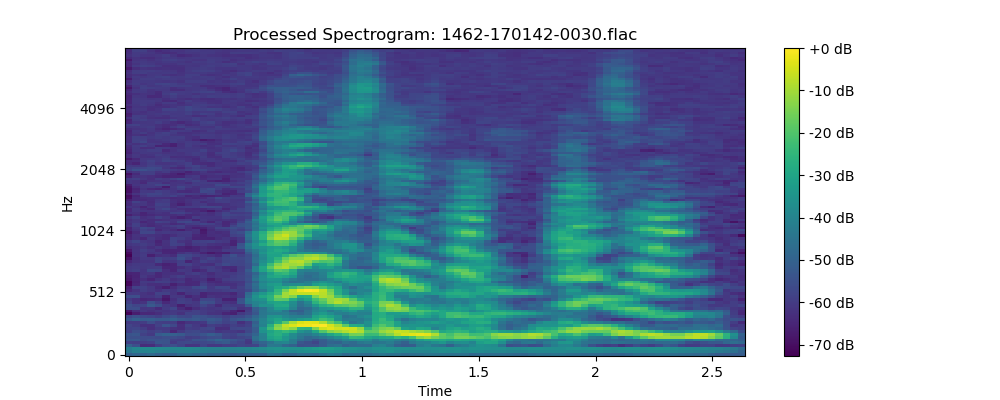 Processed Spectrogram: 1462-170142-0030.flac
+0 dB
-10 dB
4096
-20 dB
2048
-30 dB
Hz
1024
-40 dB
-50 dB
512
-60 dB
0
-70 dB
0 0.5 1 1.5 2 2.5
Time